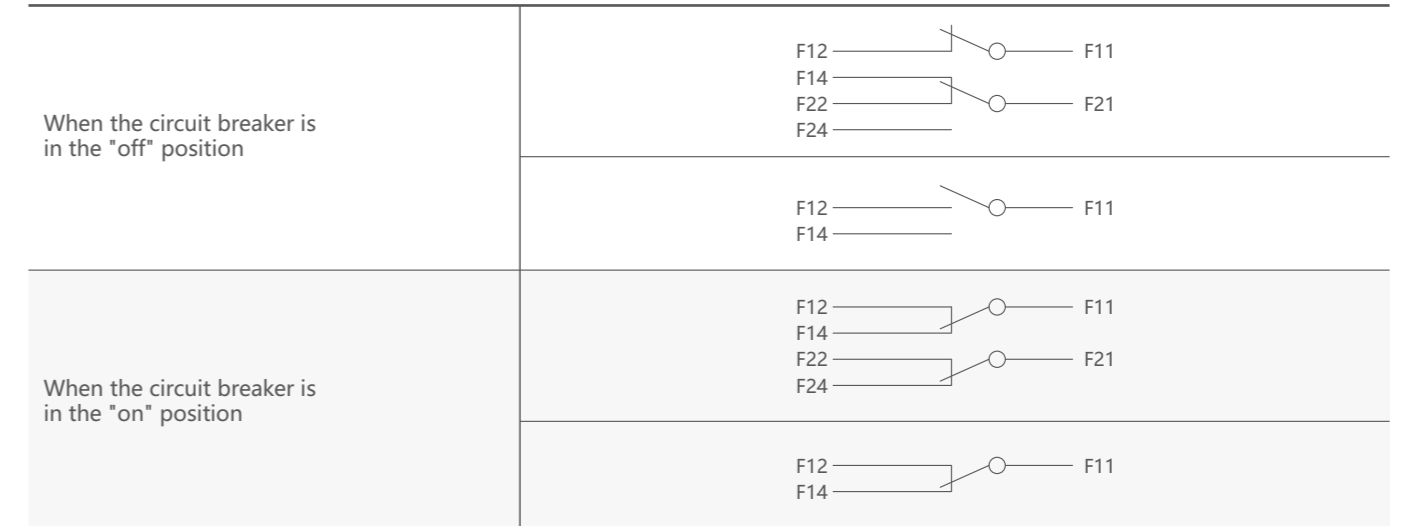 F12 F11
F14
When the circuit breaker is
F22 F21
in the "off" position
F24
F12 F11
F14
F12 F11
F14
F22 F21
When the circuit breaker is
F24
in the "on" position
F12 F11
F14